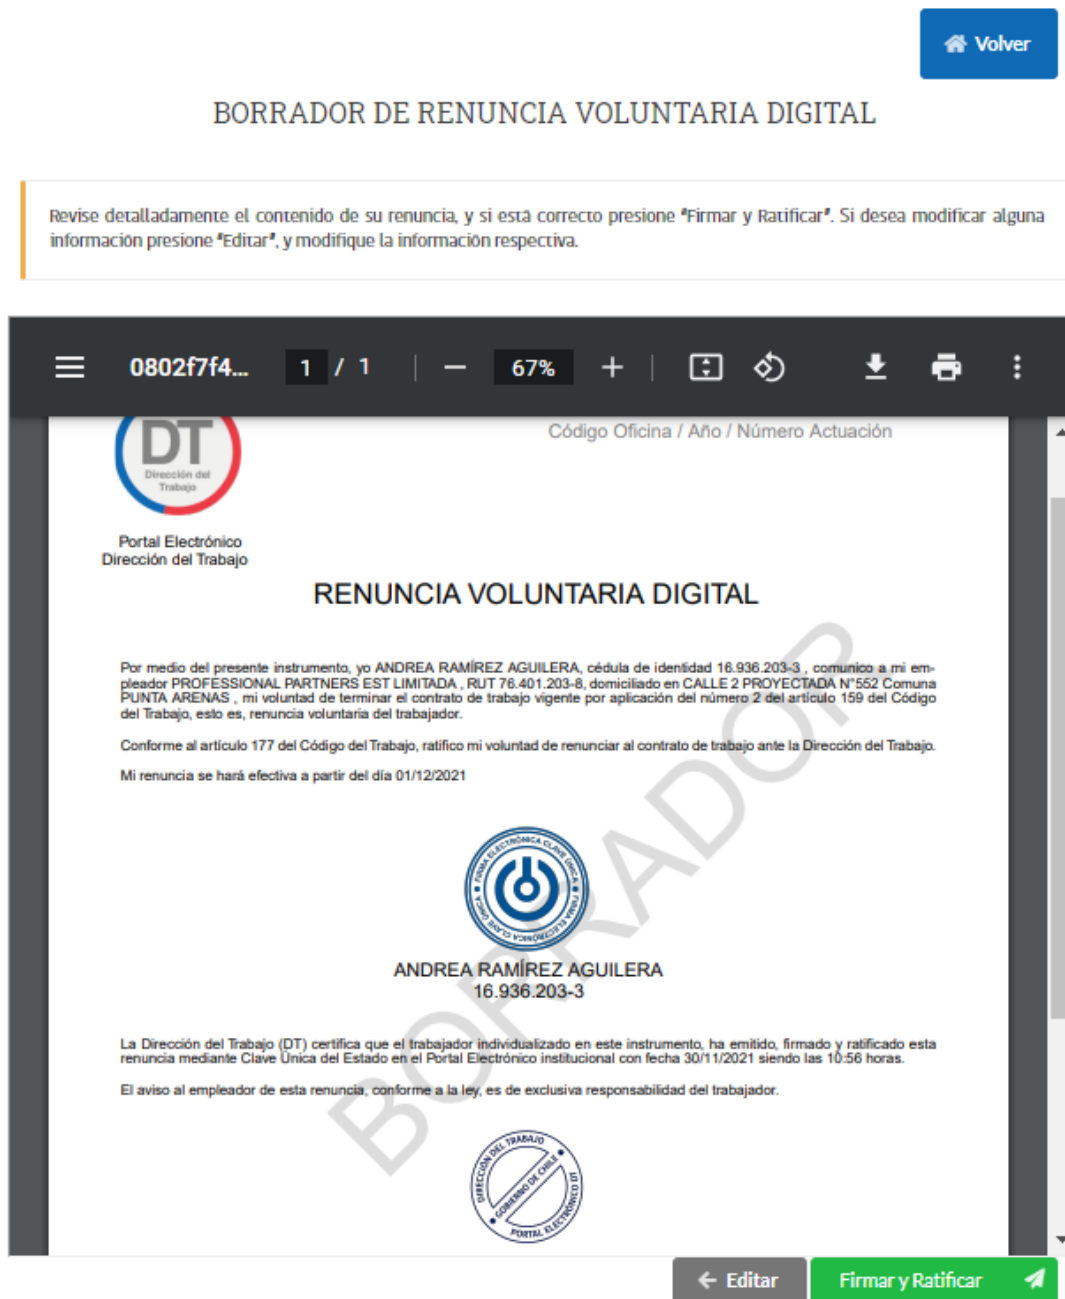 Volver
BORRADOR DE RENUNCIA VOLUNTARIA DIGITAL
Revise detalladamente el contenido de su renuncia, y si está correcto presione "Firmar y Ratificar". Si desea modificar alguna
información presione "Editar", y modifique la información respectiva.
0802f7f4... 1 / 1 67%
DT
Dirección del
Trabajo
Código Oficina / Año / Número Actuación
Portal Electrónico
Dirección del Trabajo
RENUNCIA VOLUNTARIA DIGITAL
Por medio del presente instrumento, yo ANDREA RAMÍREZ AGUILERA, cédula de identidad 16.936.203-3 , comunico a mi em-
pleador PROFESSIONAL PARTNERS EST LIMITADA , RUT 76.401.203-8, domiciliado en CALLE 2 PROYECTADA N°552 Comuna
PUNTA ARENAS , mi voluntad de terminar el contrato de trabajo vigente por aplicación del número 2 del artículo 159 del Código
del Trabajo, esto es, renuncia voluntaria del trabajador.
Conforme al artículo 177 del Código del Trabajo, ratifico mi voluntad de renunciar al contrato de trabajo ante la Dirección del Trabajo.
Mi renuncia se hará efectiva a partir del día 01/12/2021
FIRMA ELECTRÓNICA CLAVE ÚNICA FIRMA ELECTRÓNICA CLAVE ÚNICA
ANDREA RAMÍREZ AGUILERA
16.936.203-3
La Dirección del Trabajo (DT) certifica que el trabajador individualizado en este instrumento, ha emitido, firmado y ratificado esta
renuncia mediante Clave Única del Estado en el Portal Electrónico institucional con fecha 30/11/2021 siendo las 10:56 horas.
El aviso al empleador de esta renuncia, conforme a la ley, es de exclusiva responsabilidad del trabajador.
BORRADOR
DIRECCIÓN DEL TRABAJO
GOBIERNO DE CHILE
PORTAL ELECTRÓNICO DT
Editar
Firmar y Ratificar